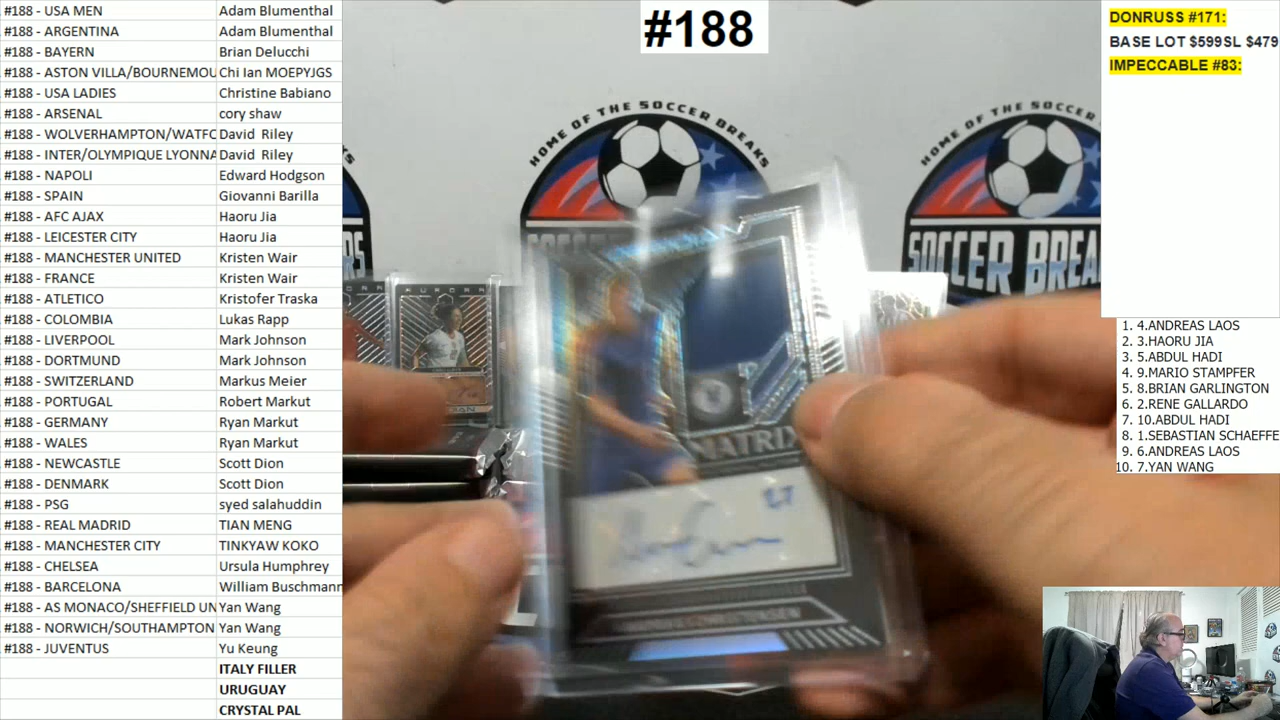 #188 - USA MEN Adam Blumenthal
#188 - ARGENTINA Adam Blumenthal
#188 - BAYERN Brian Delucchi
#188 - ASTON VILLA/BOURNEMOU Chi Ian MOEPYJGS
#188 - USA LADIES Christine Babiano
#188 - ARSENAL cory shaw
#188 - WOLVERHAMPTON/WATFC David Riley
#188 - INTER/OLYMPIQUE LYONNA David Riley
#188 - NAPOLI Edward Hodgson
#188 - SPAIN Giovanni Barilla
#188 - AFC AJAX Haoru Jia
#188 - LEICESTER CITY Haoru Jia
#188 - MANCHESTER UNITED Kristen Wair
#188 - FRANCE Kristen Wair
#188 - ATLETICO Kristofer Traska
#188 - COLOMBIA Lukas Rapp
#188 - LIVERPOOL Mark Johnson
#188 - DORTMUND Mark Johnson
#188 - SWITZERLAND Markus Meier
#188 - PORTUGAL Robert Markut
#188 - GERMANY Ryan Markut
#188 - WALES Ryan Markut
#188 - NEWCASTLE Scott Dion
#188 - DENMARK Scott Dion
#188 - PSG syed salahuddin
#188 - REAL MADRID TIAN MENG
#188 - MANCHESTER CITY TINKYAW KOKO
#188 - CHELSEA Ursula Humphrey
#188 - BARCELONA William Buschmann
#188 - AS MONACO/SHEFFIELD UN Yan Wang
#188 - NORWICH/SOUTHAMPTON Yan Wang
#188 - JUVENTUS Yu Keung
ITALY FILLER
URUGUAY
CRYSTAL PAL
#188
HOME OF THE SOCCER BREAKS
HOME OF THE SOCCER BREAKS
SOCCER BREA
MATRIX
27
DONRUSS #171:
BASE LOT $599SL $479
IMPECCABLE #83:
1. 4.ANDREAS LAOS
2. 3.HAORU JIA
3. 5.ABDUL HADI
4. 9.MARIO STAMPFER
5. 8.BRIAN GARLINGTON
6. 2.RENE GALLARDO
7. 10.ABDUL HADI
8. 1.SEBASTIAN SCHAEFFE
9. 6.ANDREAS LAOS
10. 7.YAN WANG